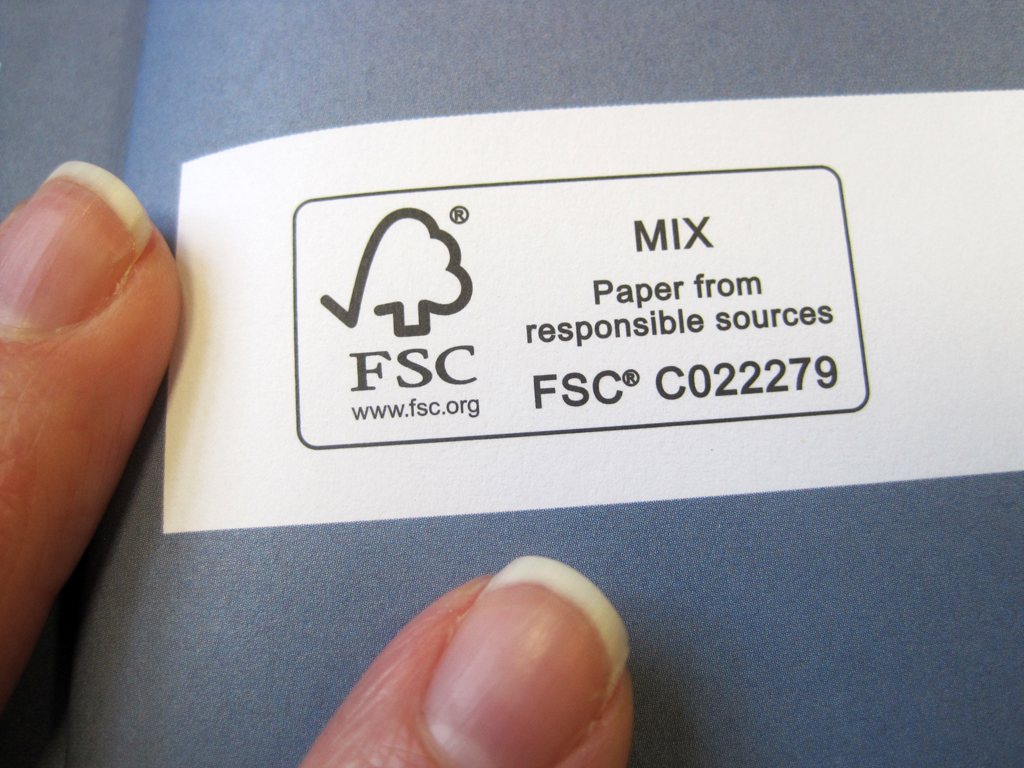 ®
FSC
www.fsc.org
MIX
Paper from
responsible sources
FSC® C022279